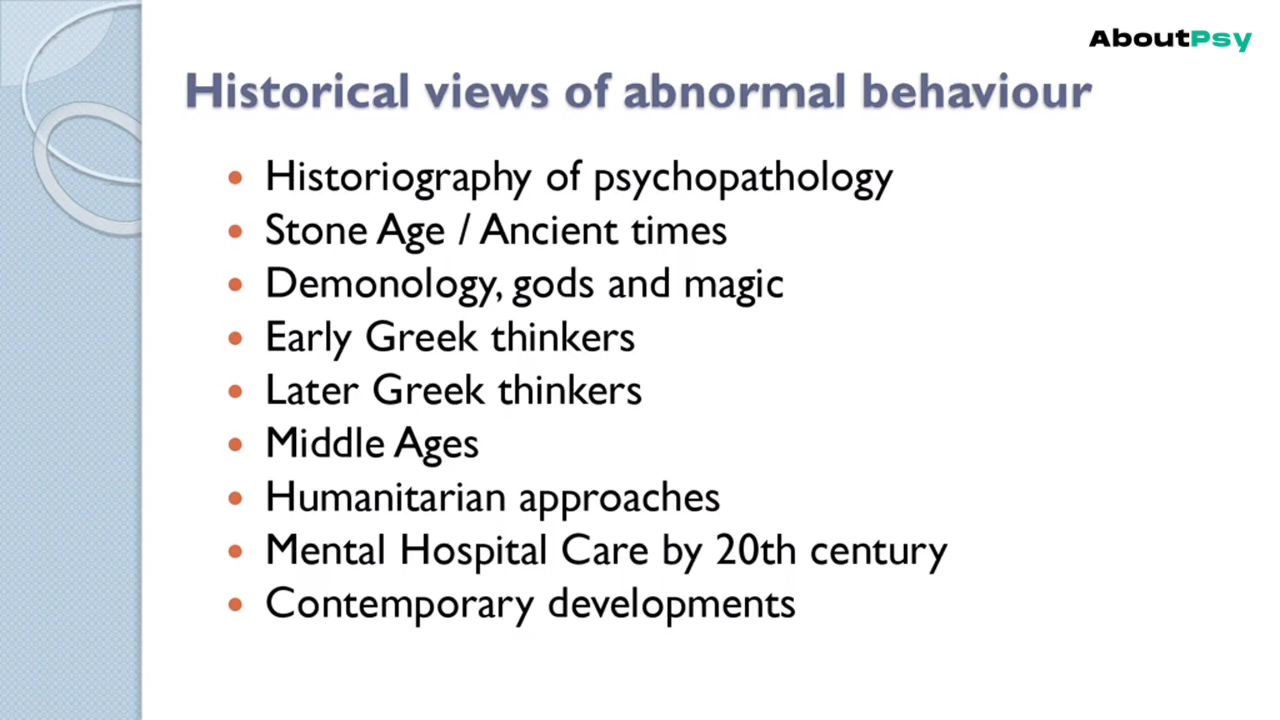 AboutPsy
Historical views of abnormal behaviour
• Historiography of psychopathology
• Stone Age / Ancient times
• Demonology, gods and magic
• Early Greek thinkers
• Later Greek thinkers
• Middle Ages
• Humanitarian approaches
• Mental Hospital Care by 20th century
• Contemporary developments